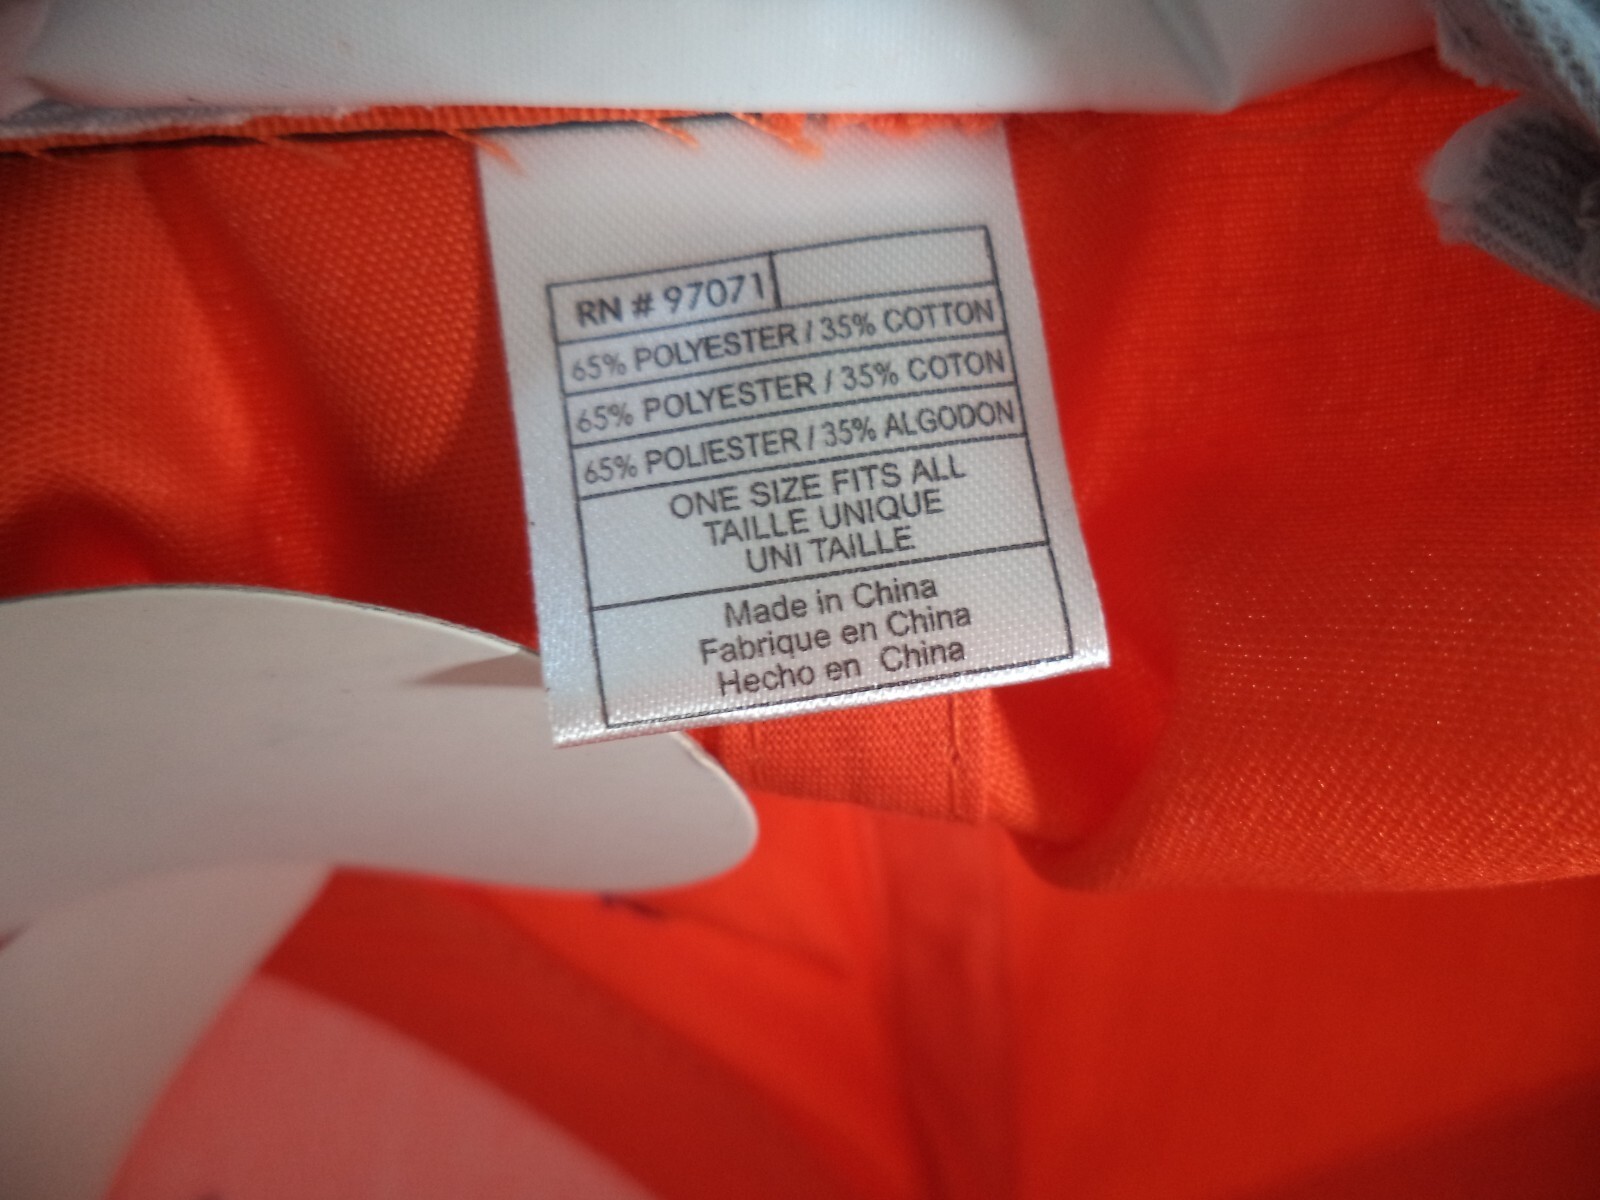 RN # 97071
65% POLYESTER / 35% COTTON
65% POLYESTER / 35% COTON
65% POLIESTER / 35% ALGODON
ONE SIZE FITS ALL
TAILLE UNIQUE
UNI TAILLE
Made in China
Fabrique en China
Hecho en China